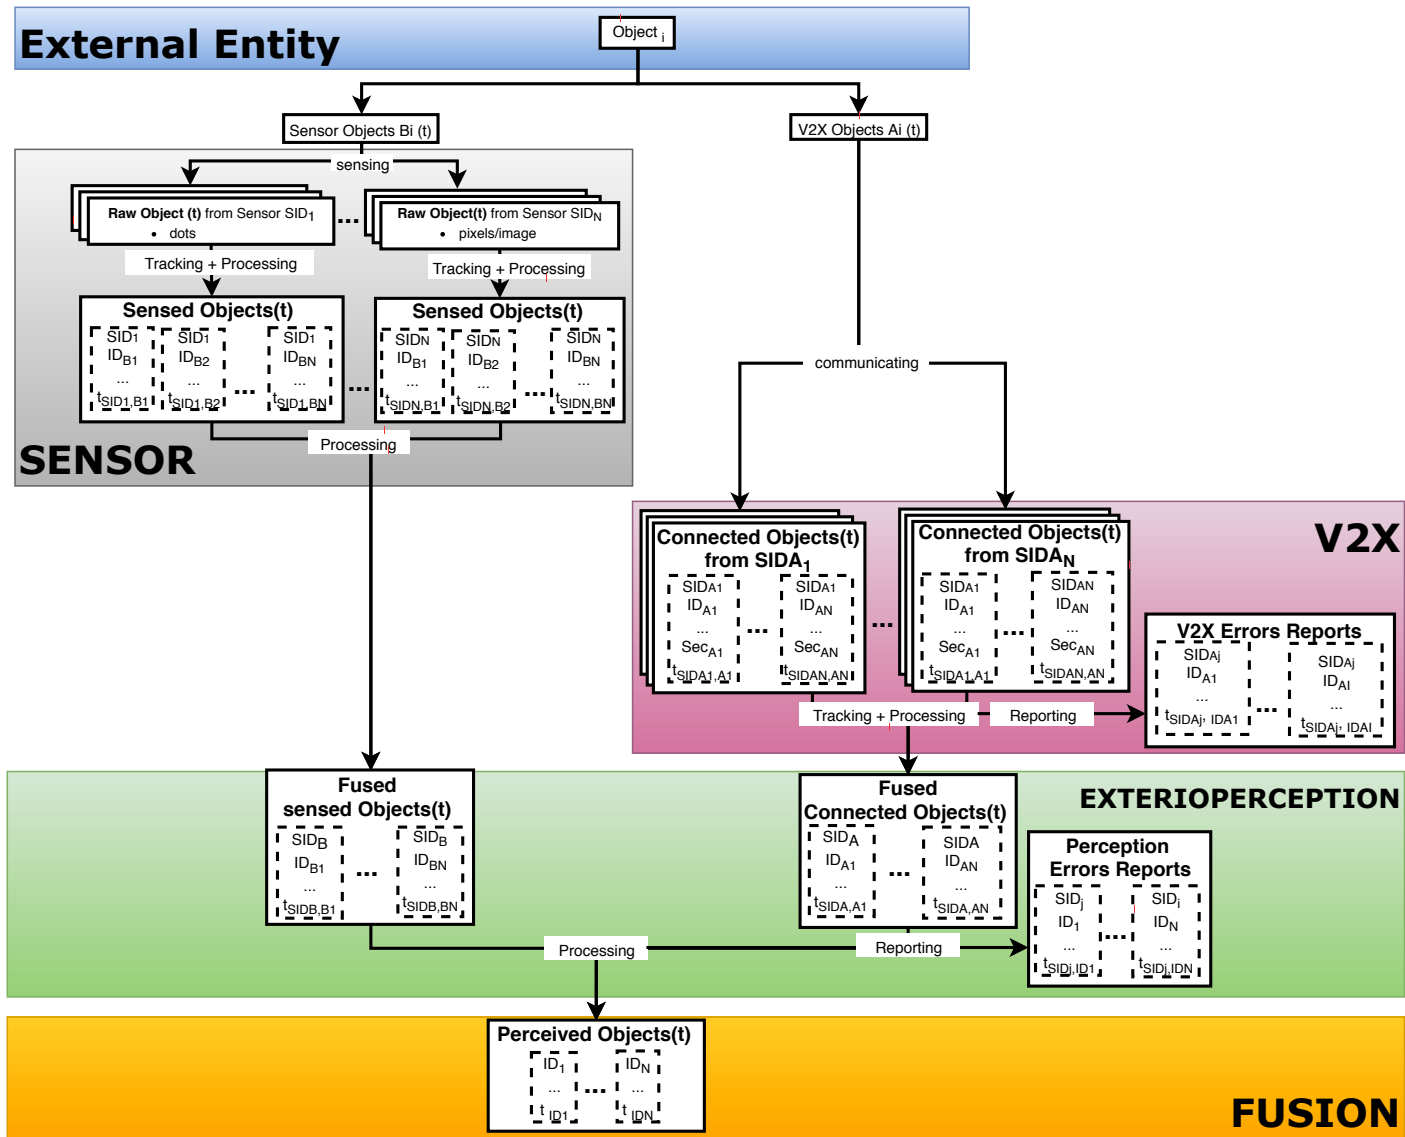 External Entity
Object i
Sensor Objects Bi (t)
V2X Objects Ai (t)
sensing
Raw Object (t) from Sensor SID1
• dots
...
Raw Object(t) from Sensor SIDN
• pixels/image
Tracking + Processing
Tracking + Processing
Sensed Objects(t)
SID1
IDB1
...
tSID1,B1
SID1
IDB2
...
tSID1,B2
...
SID1
IDBN
...
tSID1,BN
...
Sensed Objects(t)
SIDN
IDB1
...
tSIDN,B1
SIDN
IDB2
...
tSIDN,B2
...
SIDN
IDBN
...
tSIDN,BN
Processing
SENSOR
communicating
V2X
Connected Objects(t)
from SIDA1
SIDA1
IDA1
...
SecA1
tSIDA1,A1
...
SIDA1
IDAN
...
SecAN
tSIDAN,AN
...
Connected Objects(t)
from SIDAN
SIDA1
IDA1
...
SecA1
tSIDA1,A1
...
SIDAN
IDAN
...
SecAN
tSIDAN,AN
V2X Errors Reports
SIDAj
IDA1
...
tSIDAj, IDA1
...
SIDAj
IDAI
...
tSIDAj, IDAI
Tracking + Processing
Reporting
EXTERIOPERCEPTION
Fused
sensed Objects(t)
SIDB
IDB1
...
tSIDB,B1
...
SIDB
IDBN
...
tSIDB,BN
Fused
Connected Objects(t)
SIDA
IDA1
...
tSIDA,A1
...
SIDA
IDAN
...
tSIDA,AN
Perception
Errors Reports
SIDj
ID1
...
tSIDj,ID1
...
SIDi
IDN
...
tSIDj,IDN
Processing
Reporting
Perceived Objects(t)
ID1
...
t ID1
...
IDN
...
t IDN
FUSION